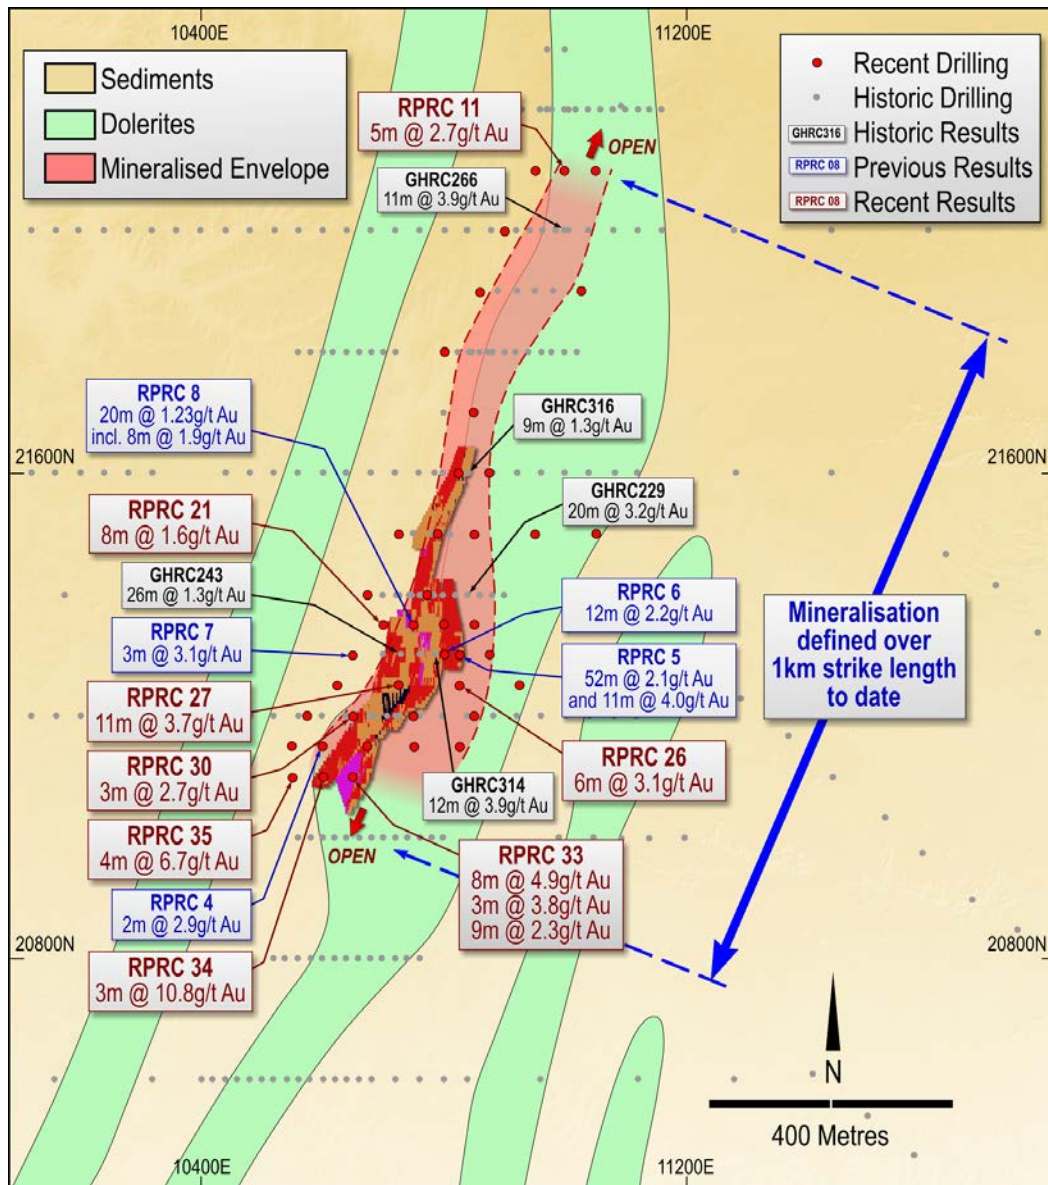 10400E
11200E
Sediments
Dolerites
Mineralised Envelope
Recent Drilling
Historic Drilling
GHRC316 Historic Results
RPRC 08 Previous Results
RPRC 08 Recent Results
RPRC 11
5m @ 2.7g/t Au
OPEN
GHRC266
11m @ 3.9g/t Au
RPRC 8
20m @ 1.23g/t Au
incl. 8m @ 1.9g/t Au
GHRC316
9m @ 1.3g/t Au
21600N
21600N
RPRC 21
8m @ 1.6g/t Au
GHRC229
20m @ 3.2g/t Au
GHRC243
26m @ 1.3g/t Au
RPRC 6
12m @ 2.2g/t Au
RPRC 7
3m @ 3.1g/t Au
RPRC 5
52m @ 2.1g/t Au
and 11m @ 4.0g/t Au
Mineralisation
defined over
1km strike length
to date
RPRC 27
11m @ 3.7g/t Au
RPRC 26
6m @ 3.1g/t Au
RPRC 30
3m @ 2.7g/t Au
GHRC314
12m @ 3.9g/t Au
RPRC 35
4m @ 6.7g/t Au
OPEN
RPRC 33
8m @ 4.9g/t Au
3m @ 3.8g/t Au
9m @ 2.3g/t Au
RPRC 4
2m @ 2.9g/t Au
20800N
20800N
RPRC 34
3m @ 10.8g/t Au
N
400 Metres
10400E
11200E